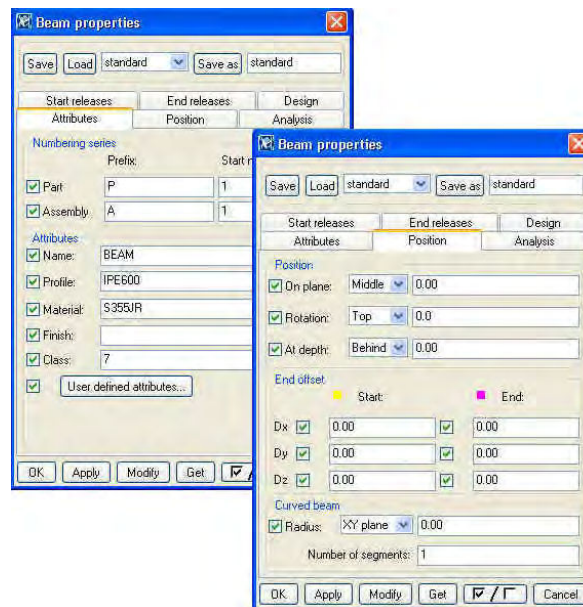 Beam properties
Save Load standard Save as standard
Start releases End releases Design
Attributes Position Analysis
Numbering series
Prefix: Start
Part P 1
Assembly A 1
Attributes
Name: BEAM
Profile: IPE600
Material: S355JR
Finish:
Class: 7
User defined attributes...
OK Apply Modify Get
Beam properties
Save Load standard Save as standard
Start releases End releases Design
Attributes Position Analysis
Position
On plane: Middle 0.00
Rotation: Top 0.0
At depth: Behind 0.00
End offset
Start: End:
Dx 0.00 0.00
Dy 0.00 0.00
Dz 0.00 0.00
Curved beam
Radius: XY plane 0.00
Number of segments: 1
OK Apply Modify Get / Cancel